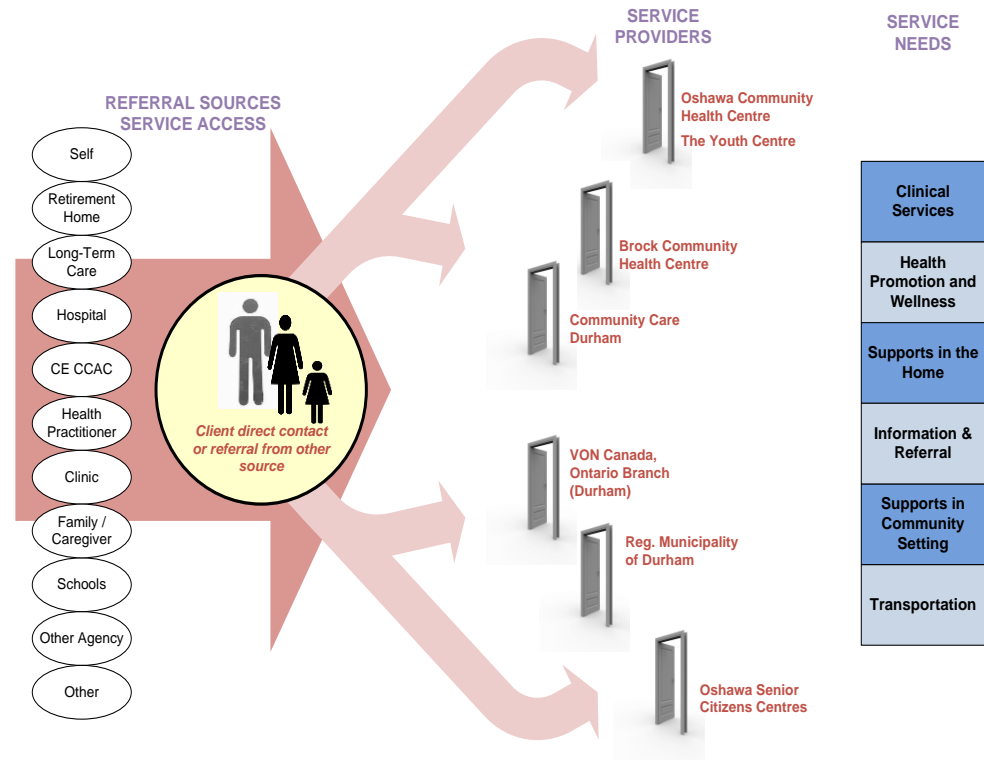 REFERRAL SOURCES
SERVICE ACCESS
Self
Retirement
Home
Long-Term
Care
Hospital
CE CCAC
Health
Practitioner
Clinic
Family /
Caregiver
Schools
Other Agency
Other
Client direct contact
or referral from other
source
SERVICE
PROVIDERS
Oshawa Community
Health Centre
The Youth Centre
Brock Community
Health Centre
Community Care
Durham
VON Canada,
Ontario Branch
(Durham)
Reg. Municipality
of Durham
Oshawa Senior
Citizens Centres
SERVICE
NEEDS
Clinical
Services
Health
Promotion and
Wellness
Supports in the
Home
Information &
Referral
Supports in
Community
Setting
Transportation